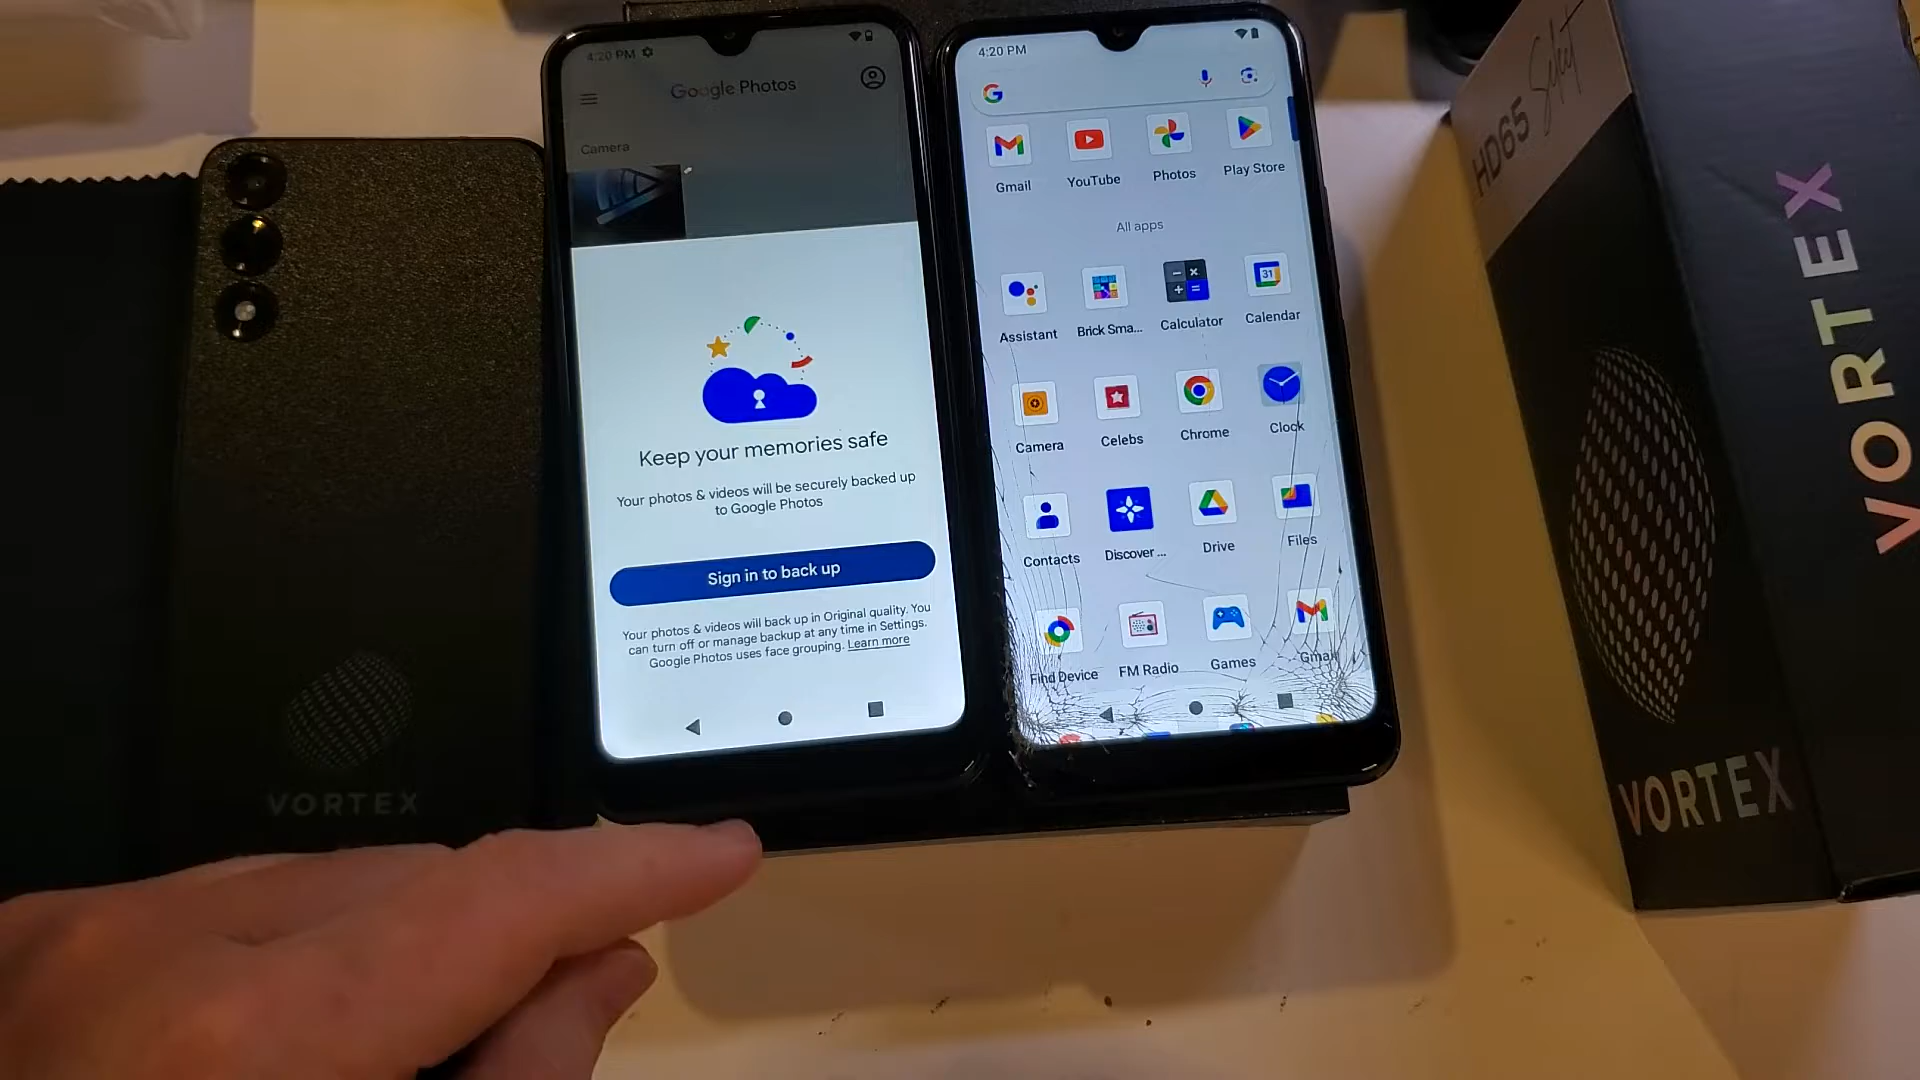 4:20 PM
Google Photos
Camera
Keep your memories safe
Your photos & videos will be securely backed up
to Google Photos
Sign in to back up
Your photos & videos will back up in Original quality. You
can turn off or manage backup at any time in Settings.
Google Photos uses face grouping. Learn more
VORTEX
4:20 PM
G
Gmail
YouTube
Photos
Play Store
All apps
31
Assistant
Brick Sma...
Calculator
Calendar
Camera
Celebs
Chrome
Clock
Contacts
Discover ...
Drive
Files
Find Device
FM Radio
Games
Gmail
HD65 Select
VORTEX
VORTEX